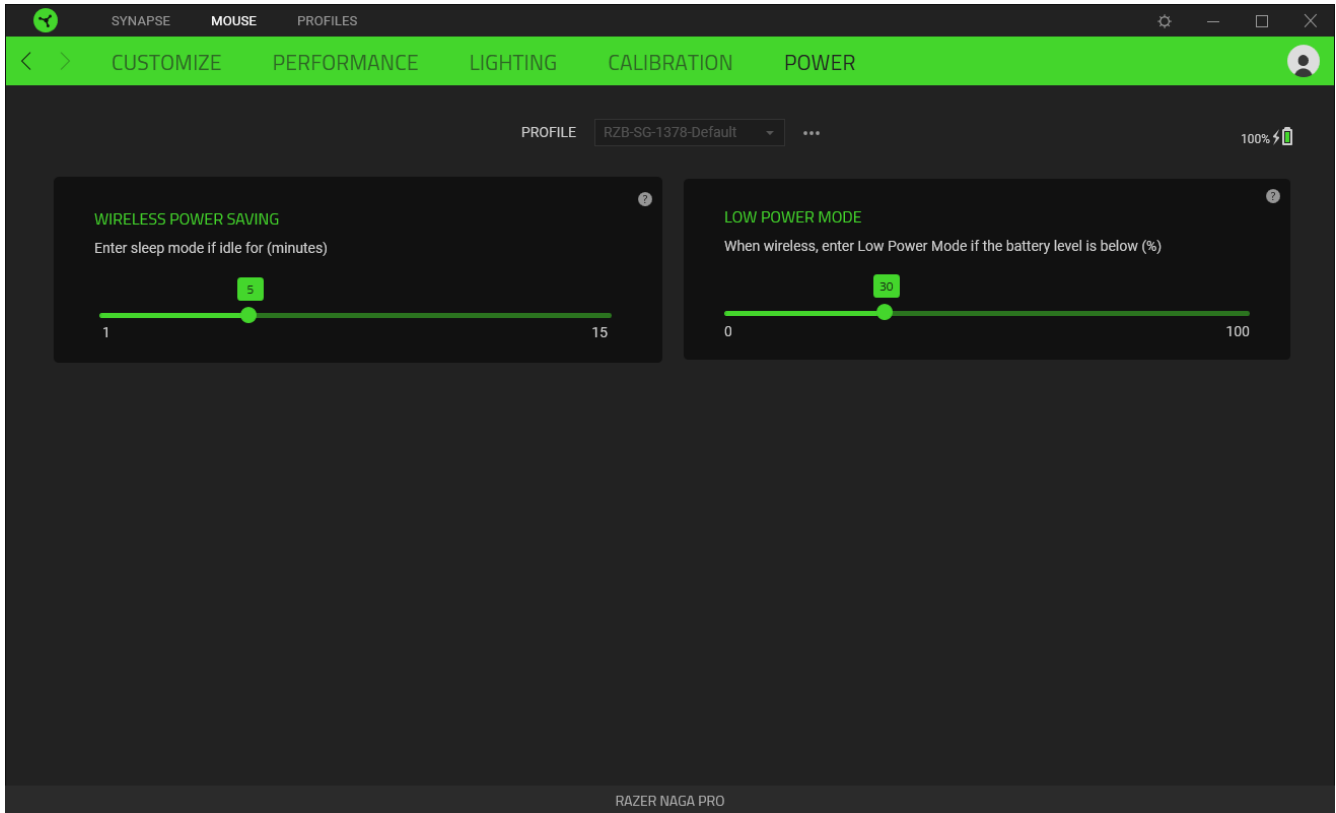 SYNAPSE MOUSE PROFILES
CUSTOMIZE PERFORMANCE LIGHTING CALIBRATION POWER
PROFILE RZB-SG-1378-Default
100%
WIRELESS POWER SAVING
Enter sleep mode if idle for (minutes)
5
1 15
LOW POWER MODE
When wireless, enter Low Power Mode if the battery level is below (%)
30
0 100
RAZER NAGA PRO